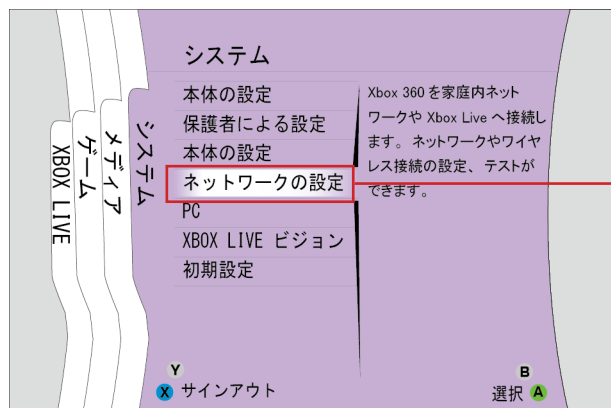 システム
本体の設定
保護者による設定
本体の設定
ネットワークの設定
PC
XBOX LIVE ビジョン
初期設定
Xbox 360 を家庭内ネット
ワークや Xbox Live へ接続し
ます。ネットワークやワイヤ
レス接続の設定、テストが
できます。
XBOX LIVE
ゲーム
メディア
システム
Y
X サインアウト
B
選択 A